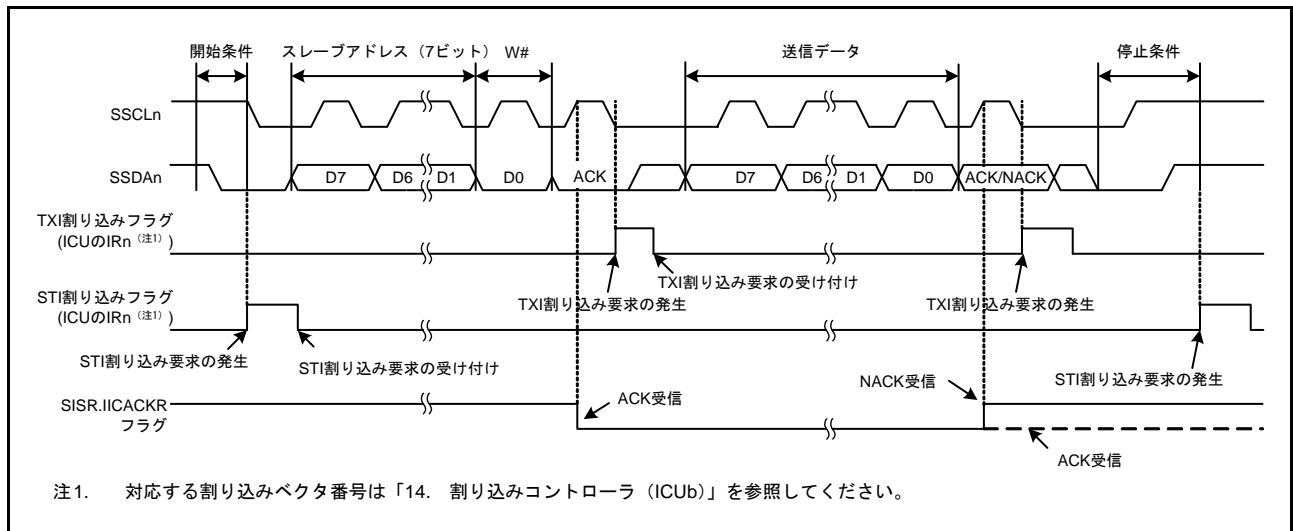 開始条件 スレーブアドレス（7ビット） W# 送信データ 停止条件
SSCLn
SSDAn D7 D6 D1 D0 ACK D7 D6 D1 D0 ACK/NACK
TXI割り込みフラグ
(ICUのIRn（注1）)
TXI割り込み要求の受け付け
TXI割り込み要求の発生 TXI割り込み要求の発生
STI割り込みフラグ
(ICUのIRn（注1）)
STI割り込み要求の発生 STI割り込み要求の受け付け STI割り込み要求の発生
NACK受信
SISR.IICACKR
フラグ
ACK受信
ACK受信
注1. 対応する割り込みベクタ番号は「14. 割り込みコントローラ（ICUb）」を参照してください。